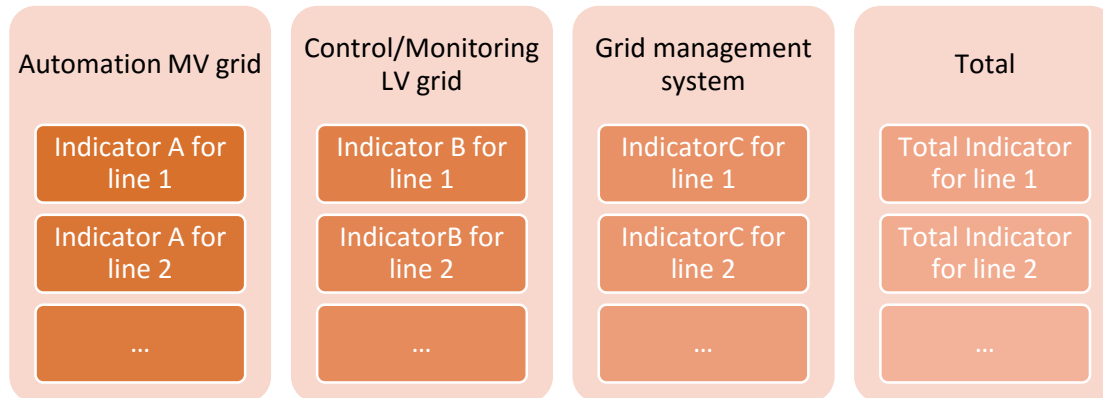 Automation MV grid
Indicator A for
line 1
Indicator A for
line 2
...
Control/Monitoring
LV grid
Indicator B for
line 1
IndicatorB for
line 2
...
Grid management
system
IndicatorC for
line 1
IndicatorC for
line 2
...
Total
Total Indicator
for line 1
Total Indicator
for line 2
...